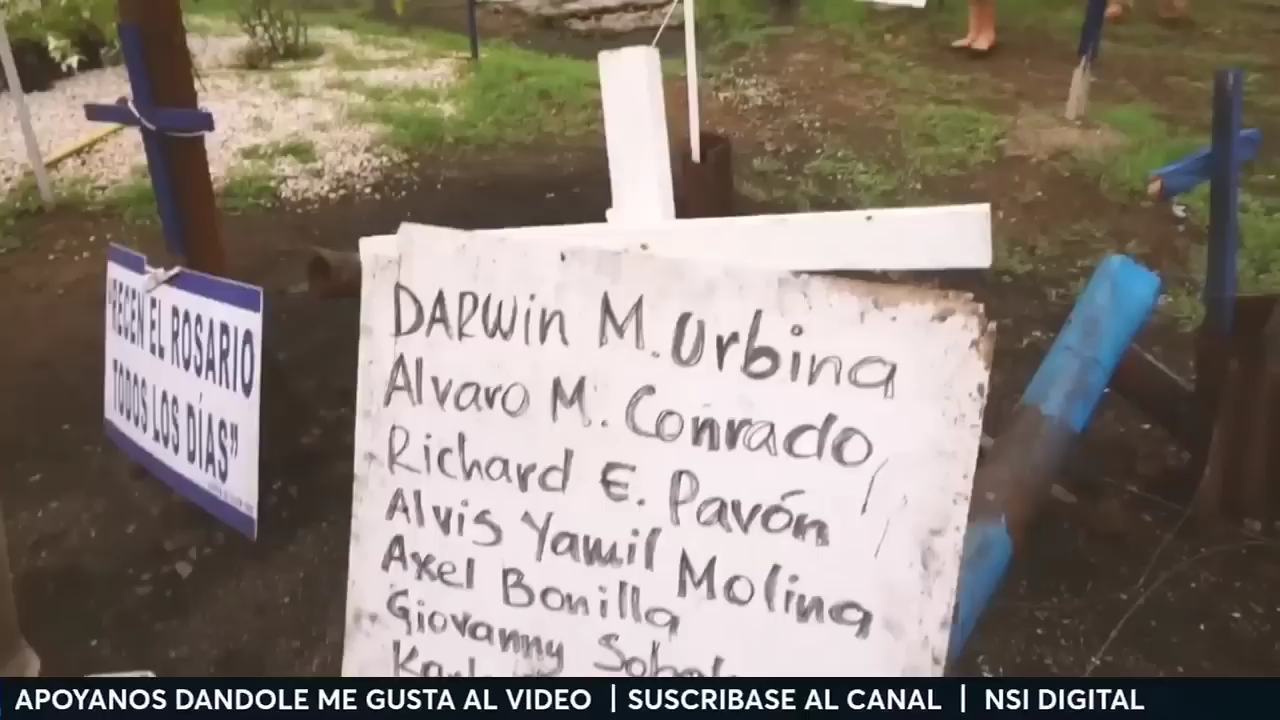 "RECEN EL ROSARIO
TODOS LOS DÍAS"
DARWin M. Urbina
Alvaro M. Conrado
Richard E. Pavón
Alvis Yamil Molina
Axel Bonilla
Giovanny
APOYANOS DANDOLE ME GUSTA AL VIDEO | SUSCRIBASE AL CANAL | NSI DIGITAL